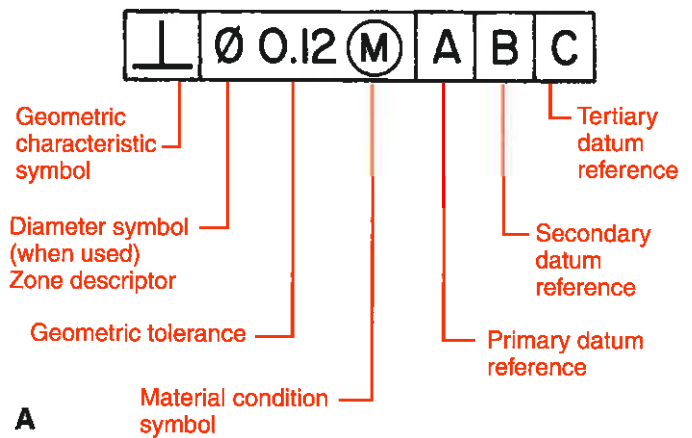 ⊥ Ø 0.12 Ⓜ A B C
Geometric
characteristic
symbol
Tertiary
datum
reference
Diameter symbol
(when used)
Zone descriptor
Secondary
datum
reference
Geometric tolerance
Primary datum
reference
Material condition
symbol
A